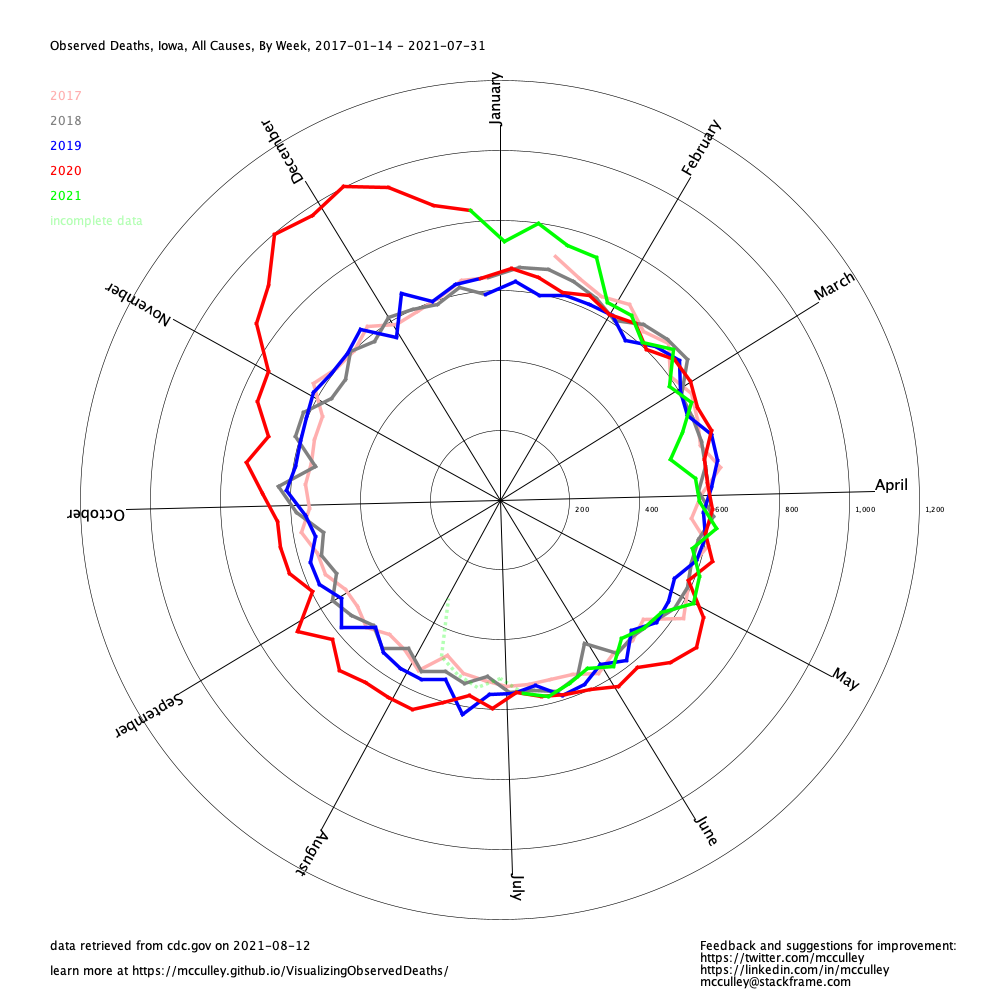 Observed Deaths, Iowa, All Causes, By Week, 2017-01-14 - 2021-07-31
2017
2018
2019
2020
2021
incomplete data
January
February
March
April
May
June
July
August
September
October
November
December
200
400
600
800
1,000
1,200
data retrieved from cdc.gov on 2021-08-12
learn more at https://mcculley.github.io/VisualizingObservedDeaths/
Feedback and suggestions for improvement:
https://twitter.com/mcculley
https://linkedin.com/in/mcculley
mcculley@stackframe.com